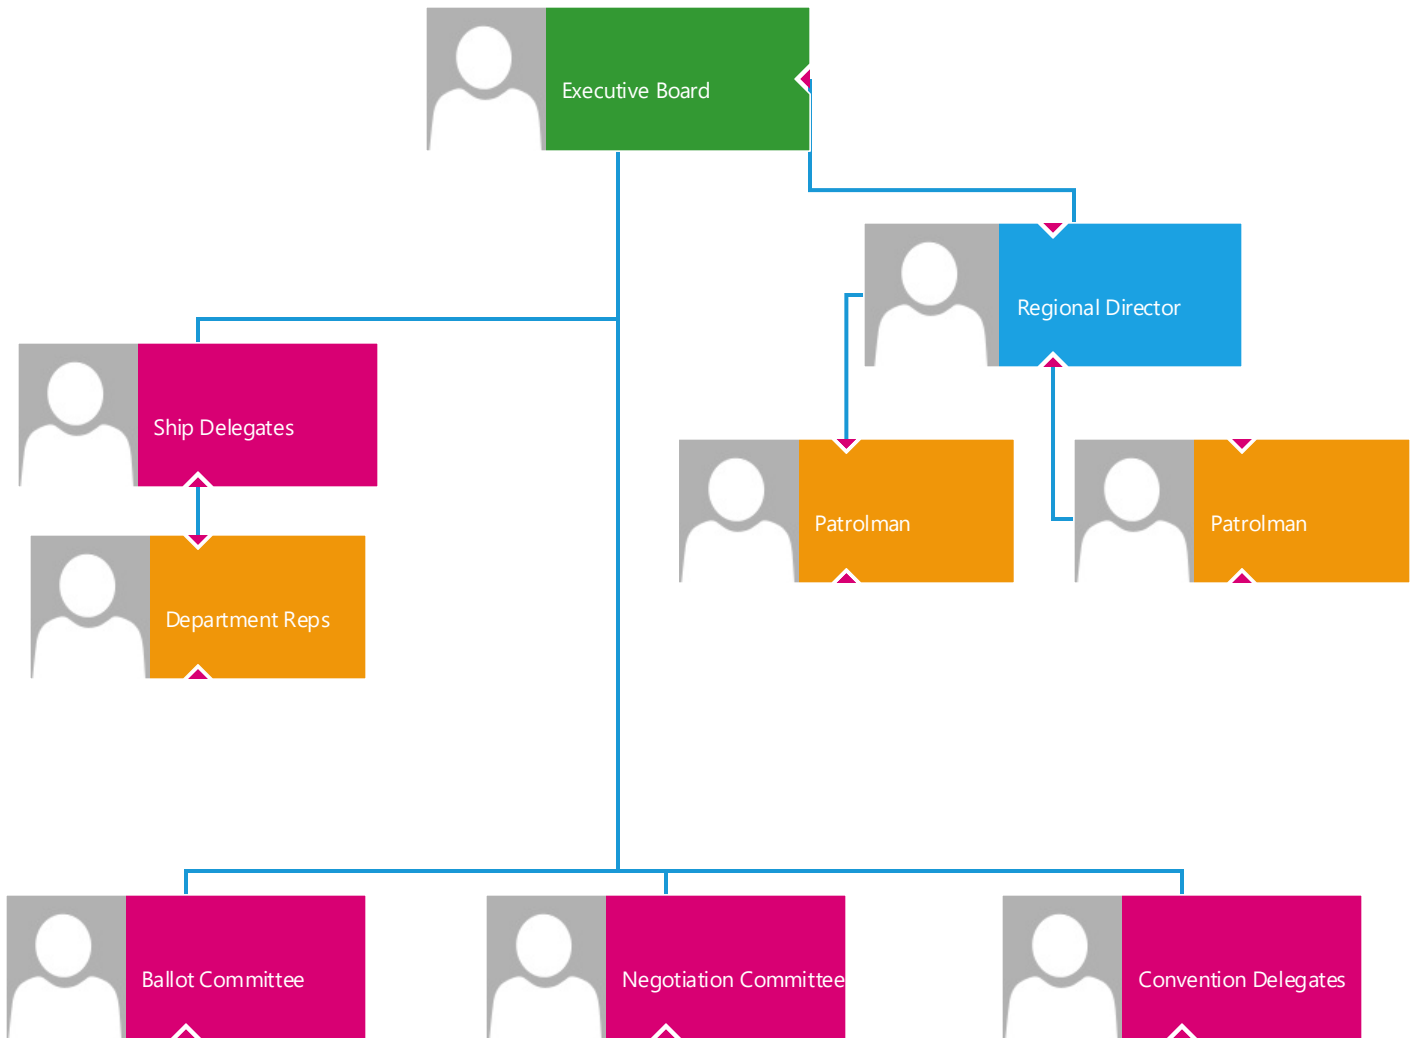 Executive Board
Regional Director
Ship Delegates
Patrolman
Patrolman
Department Reps
Ballot Committee
Negotiation Committee
Convention Delegates